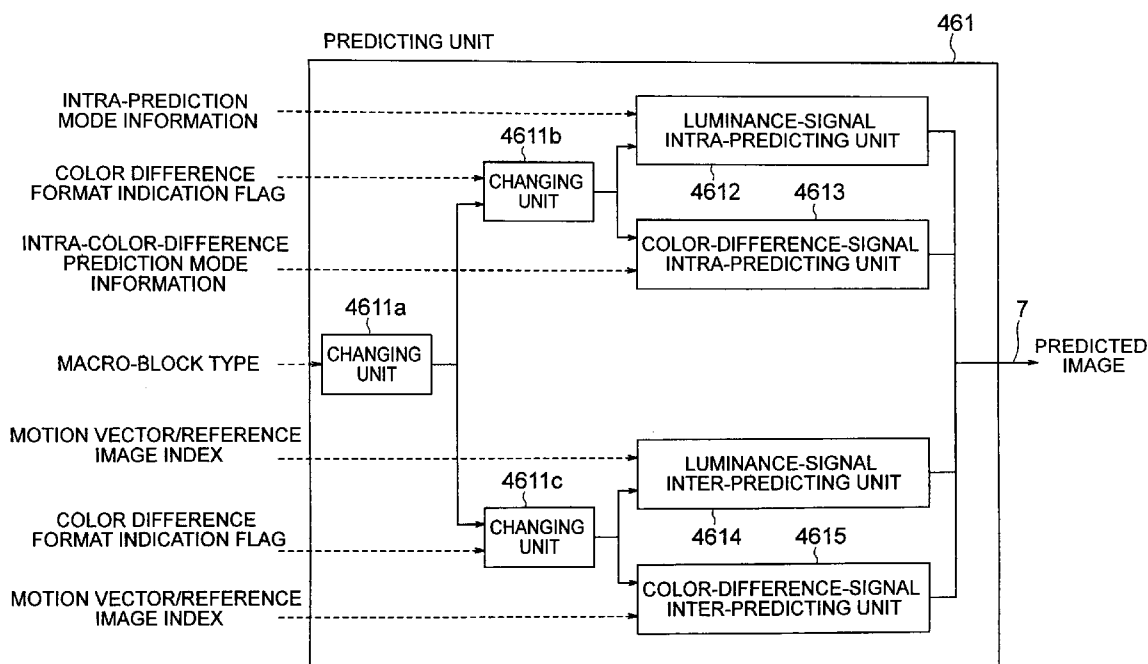 461
PREDICTING UNIT
INTRA-PREDICTION
MODE INFORMATION
LUMINANCE-SIGNAL
INTRA-PREDICTING UNIT
4611b
COLOR DIFFERENCE
FORMAT INDICATION FLAG
CHANGING
UNIT
4612
4613
INTRA-COLOR-DIFFERENCE
PREDICTION MODE
INFORMATION
COLOR-DIFFERENCE-SIGNAL
INTRA-PREDICTING UNIT
4611a
MACRO-BLOCK TYPE
CHANGING
UNIT
7
PREDICTED
IMAGE
MOTION VECTOR/REFERENCE
IMAGE INDEX
LUMINANCE-SIGNAL
INTER-PREDICTING UNIT
4611c
COLOR DIFFERENCE
FORMAT INDICATION FLAG
CHANGING
UNIT
4614
4615
MOTION VECTOR/REFERENCE
IMAGE INDEX
COLOR-DIFFERENCE-SIGNAL
INTER-PREDICTING UNIT